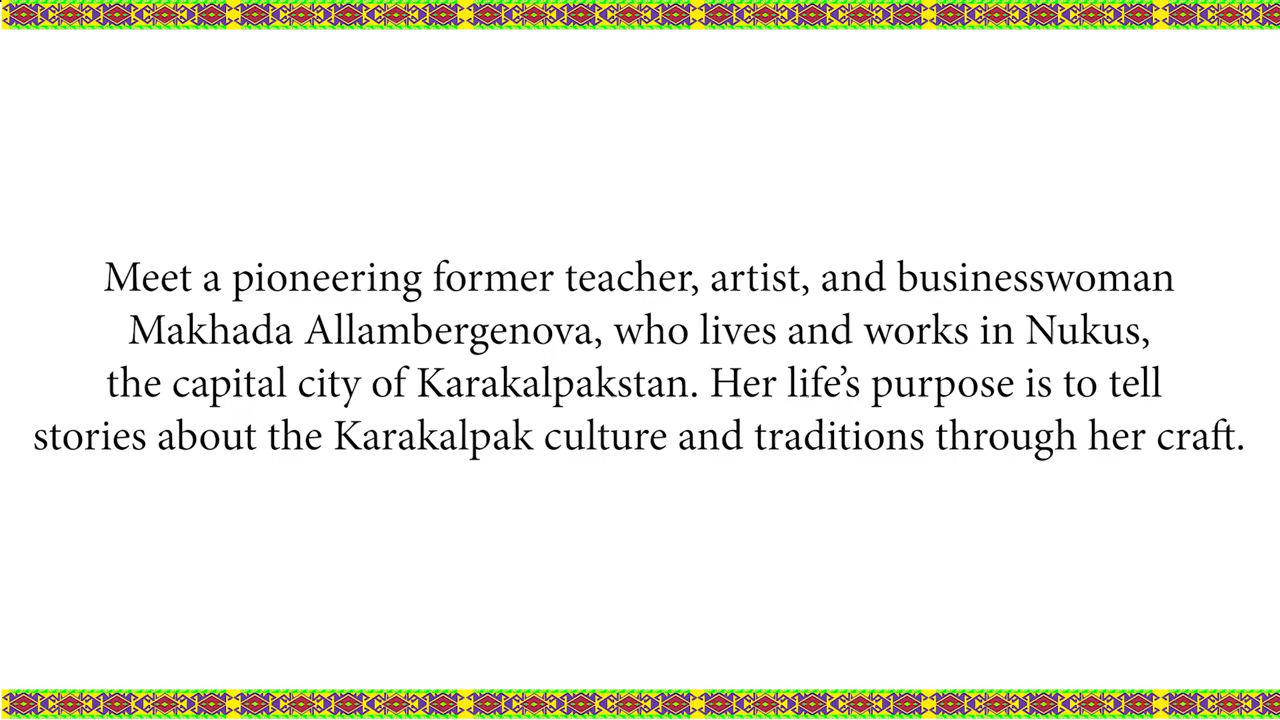 Meet a pioneering former teacher, artist, and businesswoman
Makhada Allambergenova, who lives and works in Nukus,
the capital city of Karakalpakstan. Her life’s purpose is to tell
stories about the Karakalpak culture and traditions through her craft.